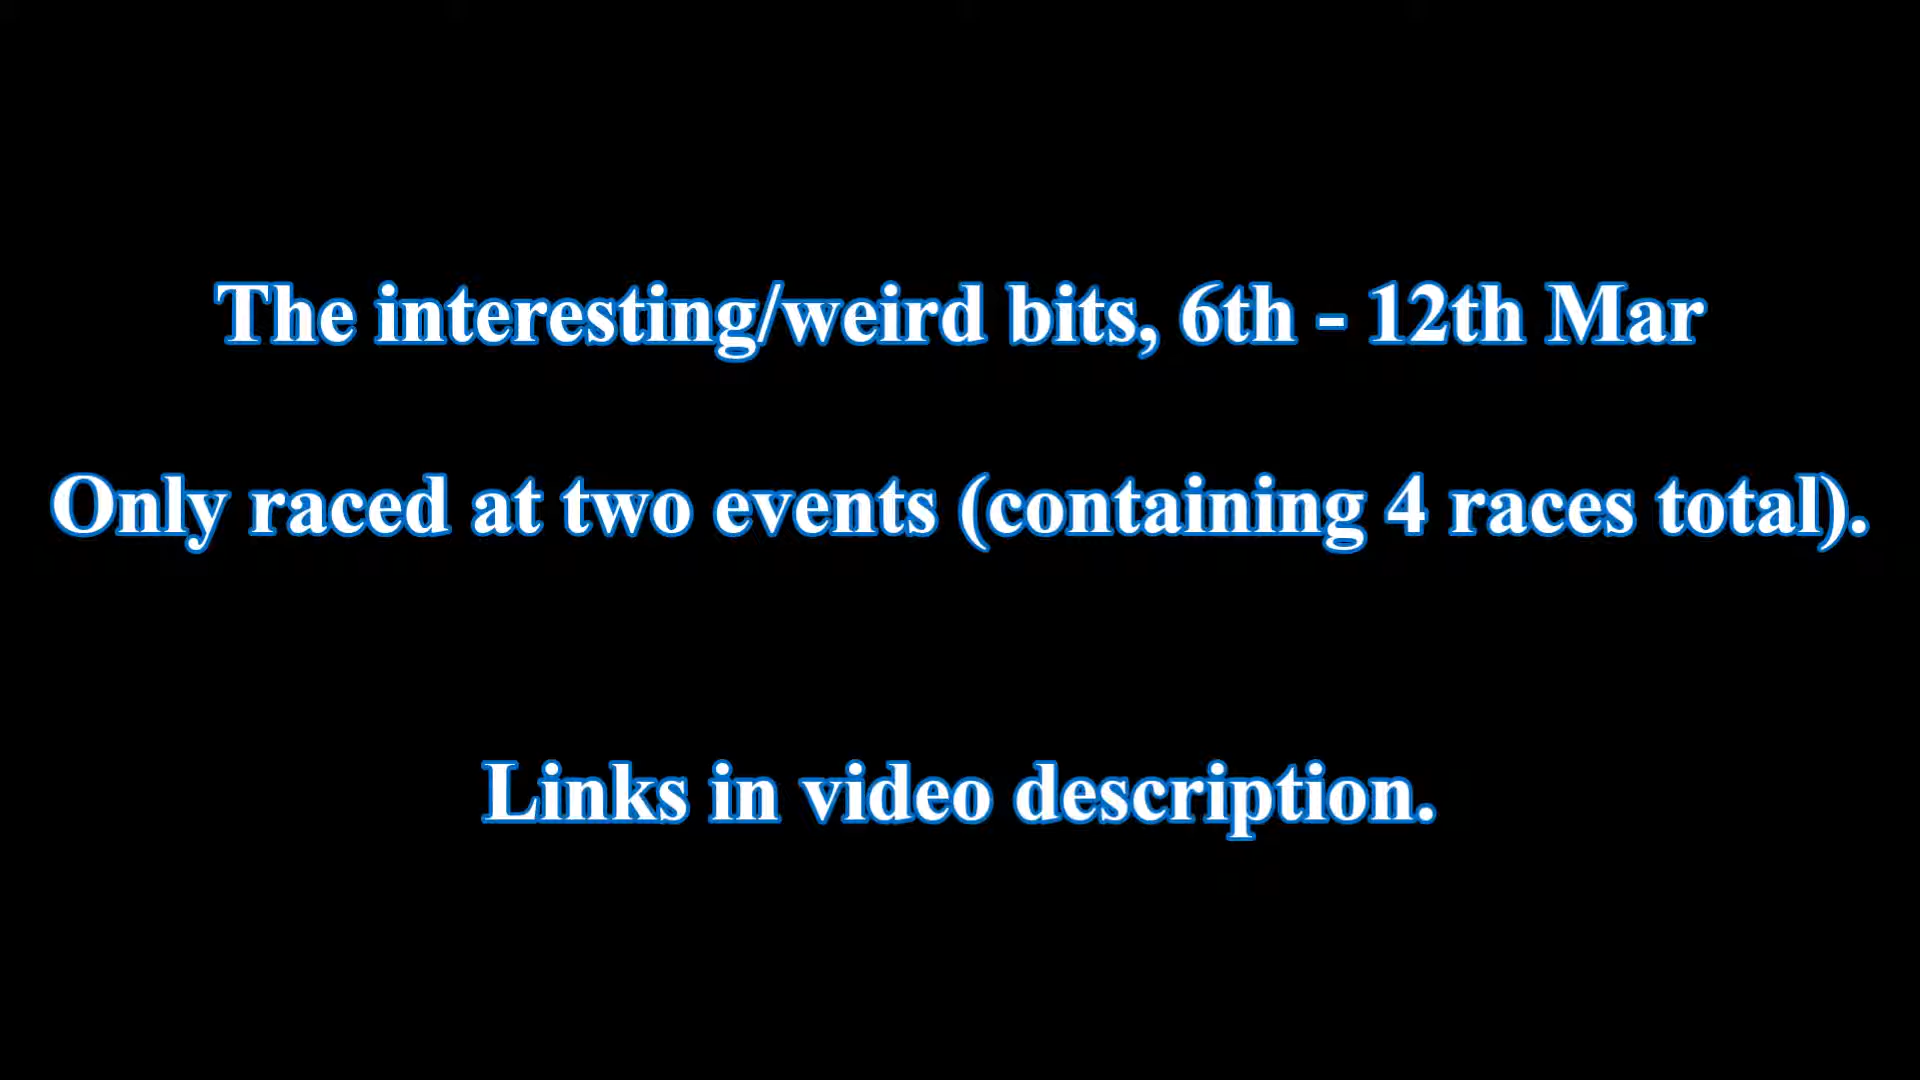 The interesting/weird bits, 6th - 12th Mar
Only raced at two events (containing 4 races total).
Links in video description.